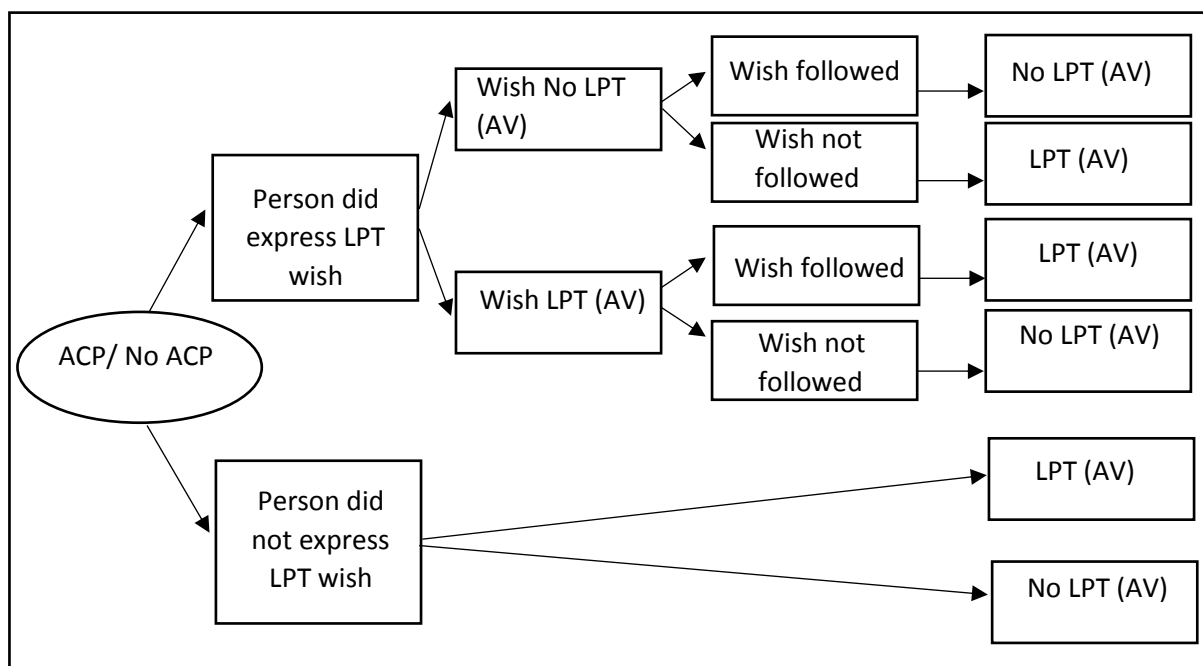 ACP/ No ACP
Person did
express LPT
wish
Wish No LPT
(AV)
Wish followed
No LPT (AV)
Wish not
followed
LPT (AV)
Wish LPT (AV)
Wish followed
LPT (AV)
Wish not
followed
No LPT (AV)
Person did
not express
LPT wish
LPT (AV)
No LPT (AV)